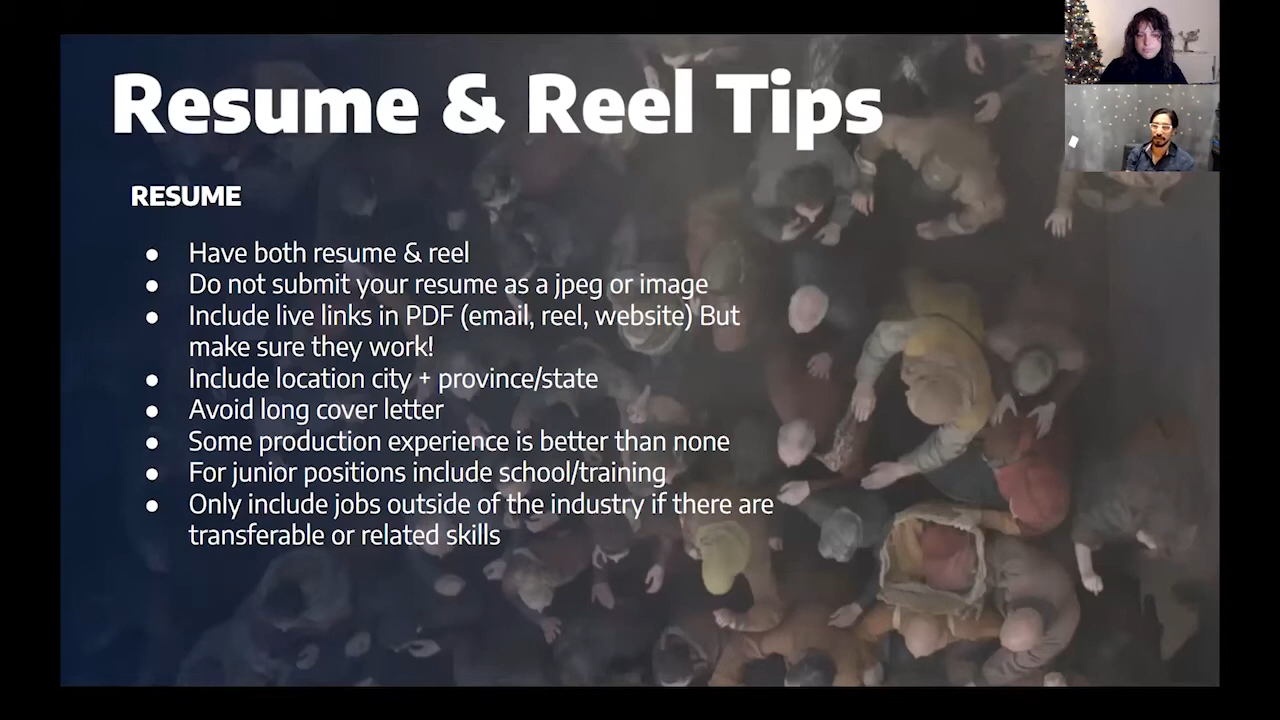 Resume & Reel Tips
RESUME
● Have both resume & reel
● Do not submit your resume as a jpeg or image
● Include live links in PDF (email, reel, website) But
make sure they work!
● Include location city + province/state
● Avoid long cover letter
● Some production experience is better than none
● For junior positions include school/training
● Only include jobs outside of the industry if there are
transferable or related skills